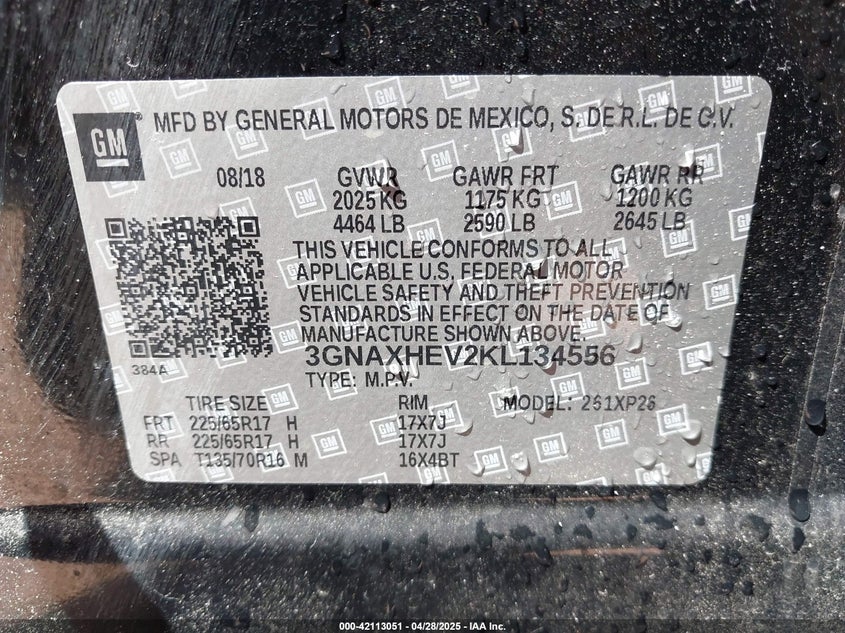 GM
MFD BY GENERAL MOTORS DE MEXICO, S. DE R.L. DE C.V.
08/18 GVWR GAWR FRT GAWR RR
2025 KG 1175 KG 1200 KG
4464 LB 2590 LB 2645 LB
THIS VEHICLE CONFORMS TO ALL
APPLICABLE U.S. FEDERAL MOTOR
VEHICLE SAFETY AND THEFT PREVENTION
STANDARDS IN EFFECT ON THE DATE OF
MANUFACTURE SHOWN ABOVE.
3GNAXHEV2KL134556
384A
TYPE: M.P.V.
TIRE SIZE RIM MODEL: 261XP26
FRT 225/65R17 H 17X7J
RR 225/65R17 H 17X7J
SPA T135/70R16 M 16X4BT
000-42113051 - 04/28/2025 - IAA Inc.